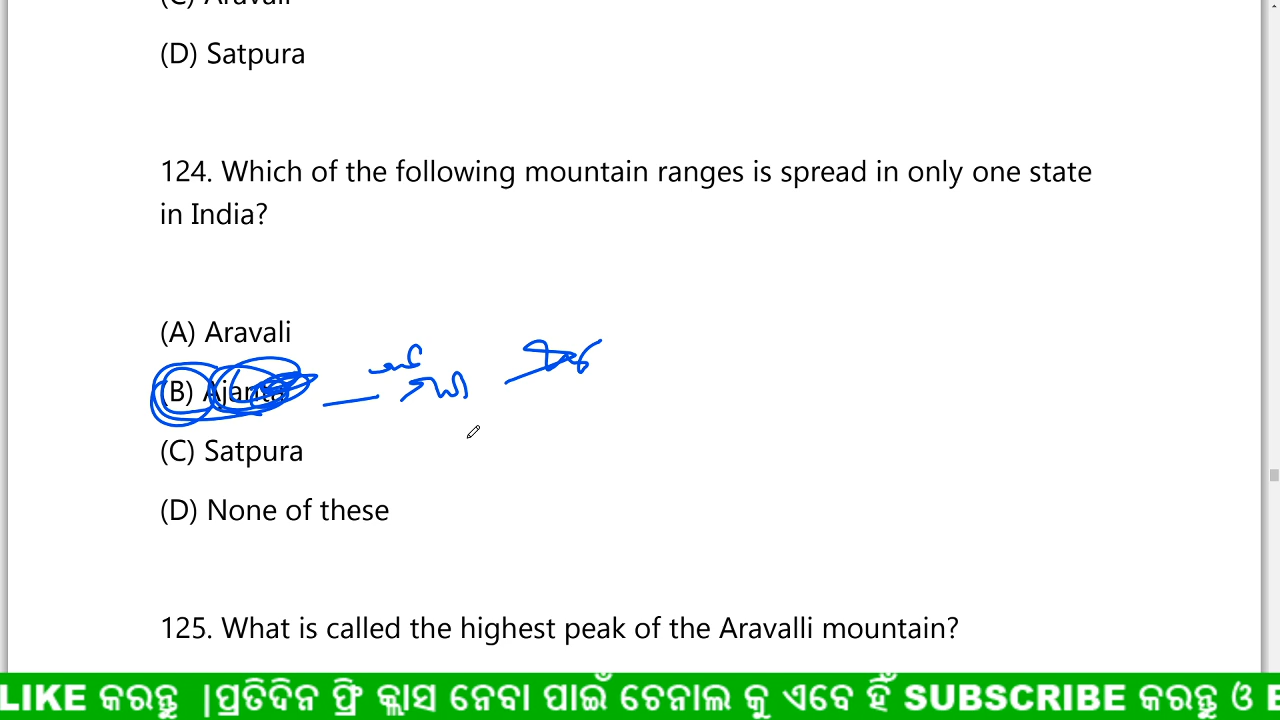 (C) Aravali
(D) Satpura
124. Which of the following mountain ranges is spread in only one state
in India?
(A) Aravali
(B) Ajanta
(C) Satpura
(D) None of these
125. What is called the highest peak of the Aravalli mountain?
LIKE କରନ୍ତୁ |ପ୍ରତିଦିନ ଫ୍ରି କ୍ଲାସ ନେବା ପାଇଁ ଚେନାଲ କୁ ଏବେ ହିଁ SUBSCRIBE କରନ୍ତୁ ଓ